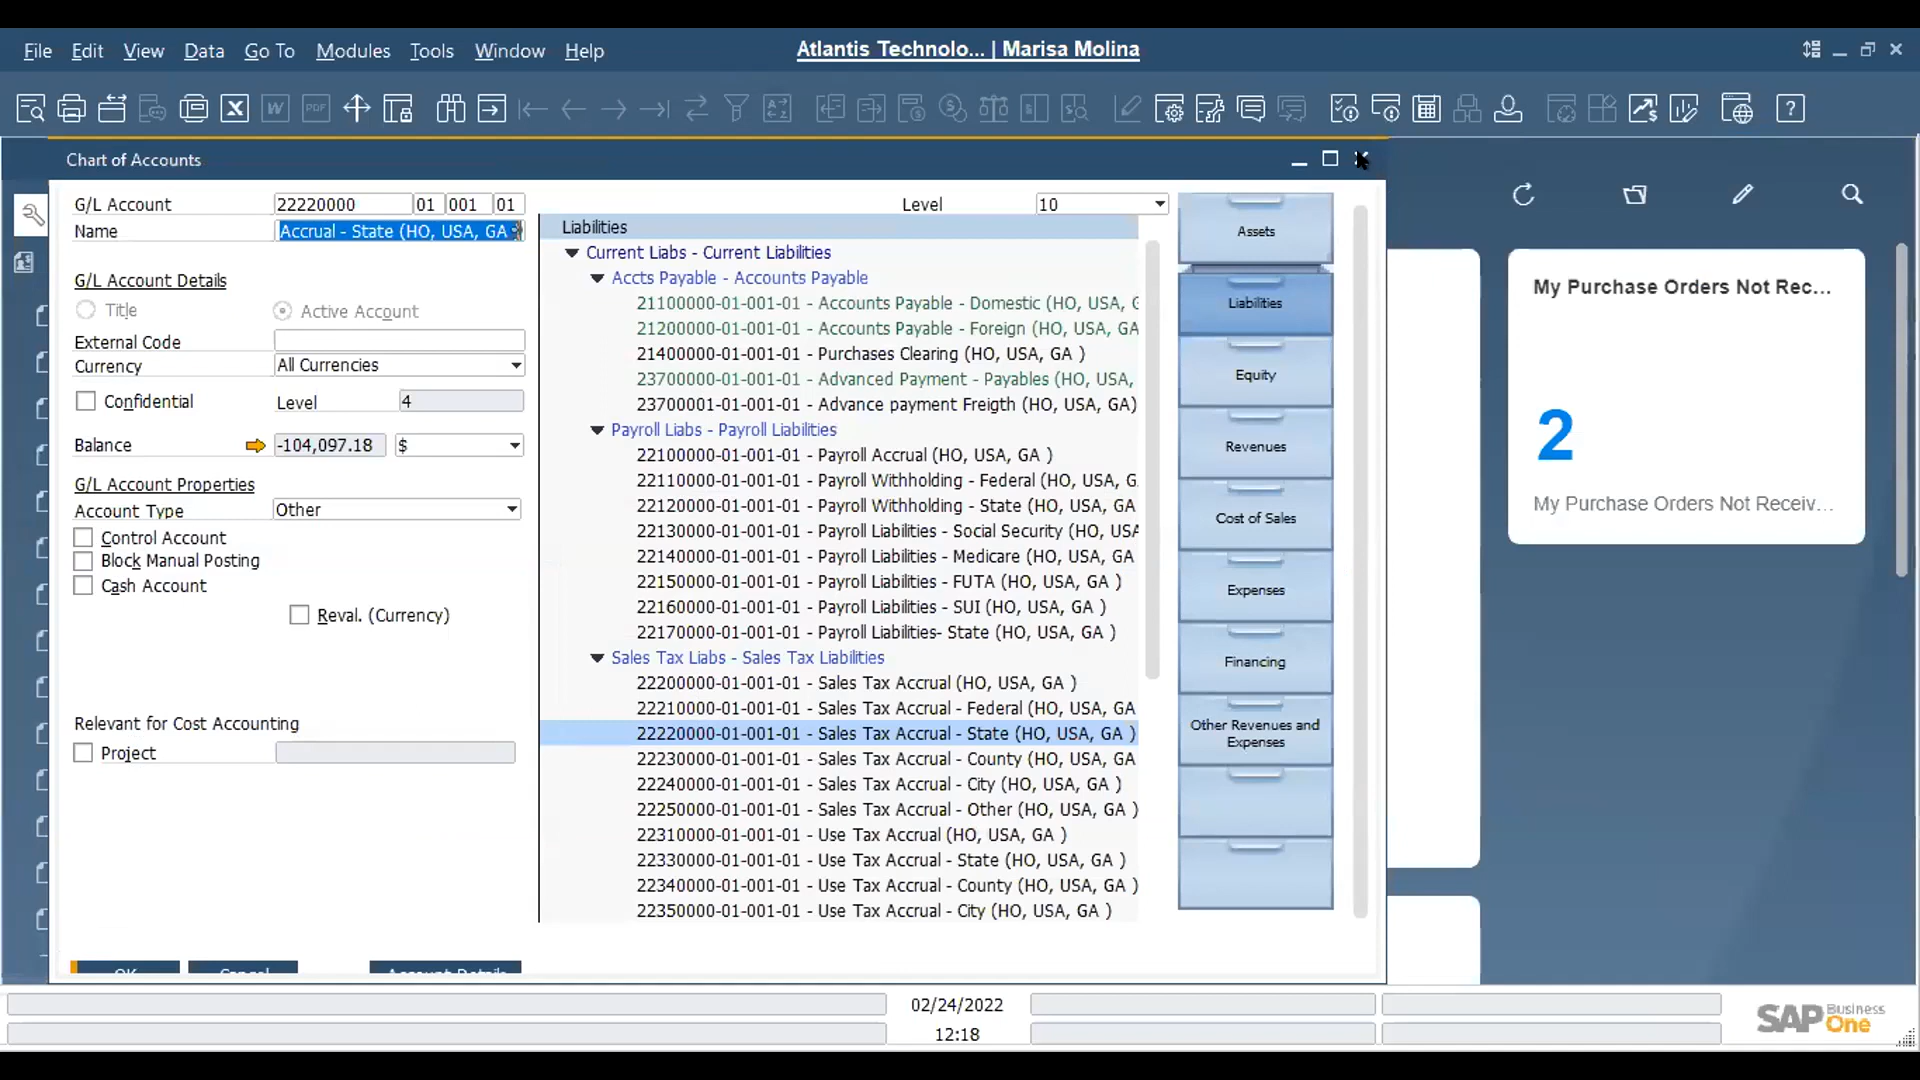 File Edit View Data Go To Modules Tools Window Help
Atlantis Technolo... | Marisa Molina
Chart of Accounts
G/L Account 22220000 01 001 01
Name Accrual - State (HO, USA, GA
G/L Account Details
Title Active Account
External Code
Currency All Currencies
Confidential Level 4
Balance -104,097.18 $
G/L Account Properties
Account Type Other
Control Account
Block Manual Posting
Cash Account
Reval. (Currency)
Relevant for Cost Accounting
Project
OK Cancel Account Details
Level 10
Liabilities
Current Liabs - Current Liabilities
Accts Payable - Accounts Payable
21100000-01-001-01 - Accounts Payable - Domestic (HO, USA, G
21200000-01-001-01 - Accounts Payable - Foreign (HO, USA, GA
21400000-01-001-01 - Purchases Clearing (HO, USA, GA )
23700000-01-001-01 - Advanced Payment - Payables (HO, USA,
23700001-01-001-01 - Advance payment Freigth (HO, USA, GA)
Payroll Liabs - Payroll Liabilities
22100000-01-001-01 - Payroll Accrual (HO, USA, GA )
22110000-01-001-01 - Payroll Withholding - Federal (HO, USA, G
22120000-01-001-01 - Payroll Withholding - State (HO, USA, GA )
22130000-01-001-01 - Payroll Liabilities - Social Security (HO, USA
22140000-01-001-01 - Payroll Liabilities - Medicare (HO, USA, GA
22150000-01-001-01 - Payroll Liabilities - FUTA (HO, USA, GA )
22160000-01-001-01 - Payroll Liabilities - SUI (HO, USA, GA )
22170000-01-001-01 - Payroll Liabilities- State (HO, USA, GA )
Sales Tax Liabs - Sales Tax Liabilities
22200000-01-001-01 - Sales Tax Accrual (HO, USA, GA )
22210000-01-001-01 - Sales Tax Accrual - Federal (HO, USA, GA
22220000-01-001-01 - Sales Tax Accrual - State (HO, USA, GA )
22230000-01-001-01 - Sales Tax Accrual - County (HO, USA, GA
22240000-01-001-01 - Sales Tax Accrual - City (HO, USA, GA )
22250000-01-001-01 - Sales Tax Accrual - Other (HO, USA, GA )
22310000-01-001-01 - Use Tax Accrual (HO, USA, GA )
22330000-01-001-01 - Use Tax Accrual - State (HO, USA, GA )
22340000-01-001-01 - Use Tax Accrual - County (HO, USA, GA )
22350000-01-001-01 - Use Tax Accrual - City (HO, USA, GA )
Assets
Liabilities
Equity
Revenues
Cost of Sales
Expenses
Financing
Other Revenues and
Expenses
My Purchase Orders Not Rec...
2
My Purchase Orders Not Receiv...
02/24/2022
12:18
SAP Business
One